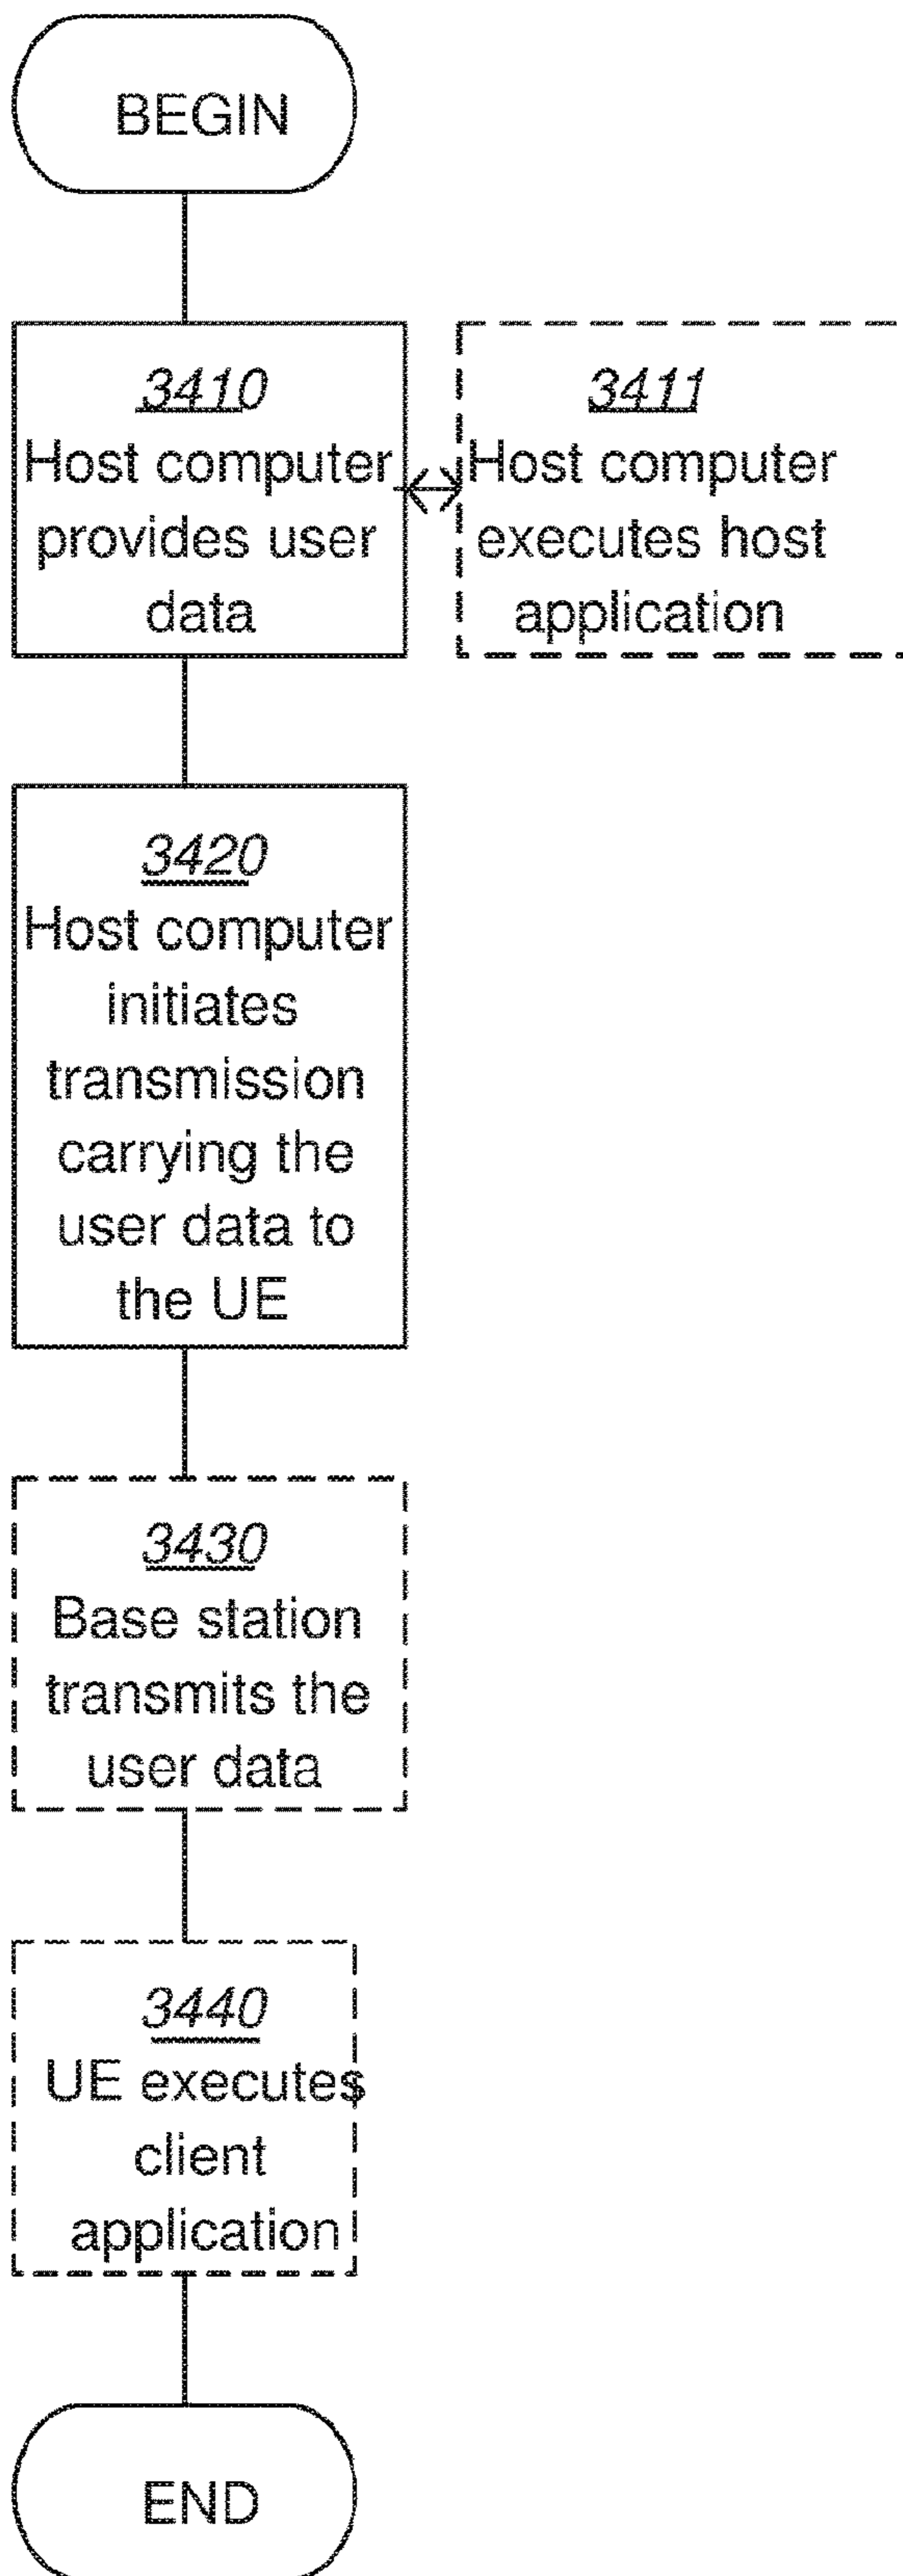 BEGIN
3410
Host computer
provides user
data
3411
Host computer
executes host
application
3420
Host computer
initiates
transmission
carrying the
user data to
the UE
3430
Base station
transmits the
user data
3440
UE executes
client
application
END